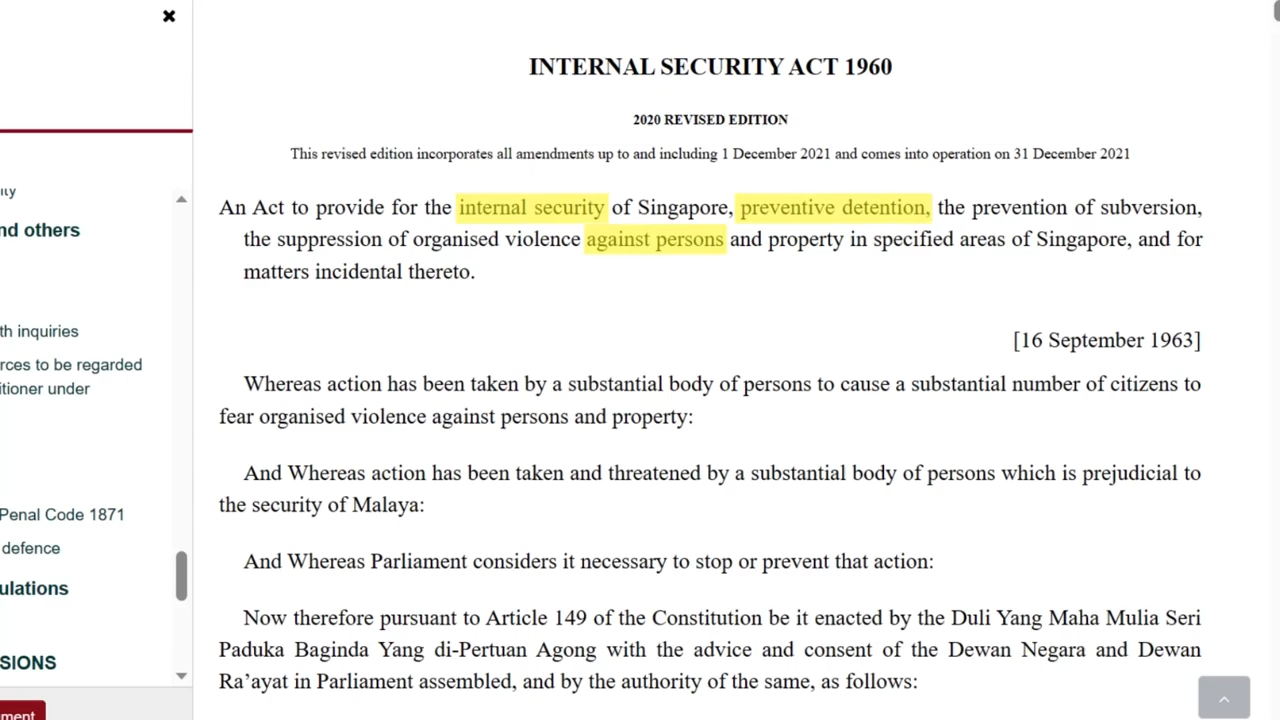 ✖
ity
nd others
th inquiries
rces to be regarded
itioner under
Penal Code 1871
defence
ulations
SIONS
ment
INTERNAL SECURITY ACT 1960
2020 REVISED EDITION
This revised edition incorporates all amendments up to and including 1 December 2021 and comes into operation on 31 December 2021
An Act to provide for the internal security of Singapore, preventive detention, the prevention of subversion,
the suppression of organised violence against persons and property in specified areas of Singapore, and for
matters incidental thereto.
[16 September 1963]
Whereas action has been taken by a substantial body of persons to cause a substantial number of citizens to
fear organised violence against persons and property:
And Whereas action has been taken and threatened by a substantial body of persons which is prejudicial to
the security of Malaya:
And Whereas Parliament considers it necessary to stop or prevent that action:
Now therefore pursuant to Article 149 of the Constitution be it enacted by the Duli Yang Maha Mulia Seri
Paduka Baginda Yang di-Pertuan Agong with the advice and consent of the Dewan Negara and Dewan
Ra’ayat in Parliament assembled, and by the authority of the same, as follows: